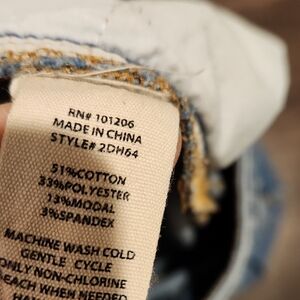 RN# 101206
MADE IN CHINA
STYLE# 2DH64
51%COTTON
33%POLYESTER
13%MODAL
3%SPANDEX
MACHINE WASH COLD
GENTLE CYCLE
ONLY NON-CHLORINE
EACH WHEN NEEDED